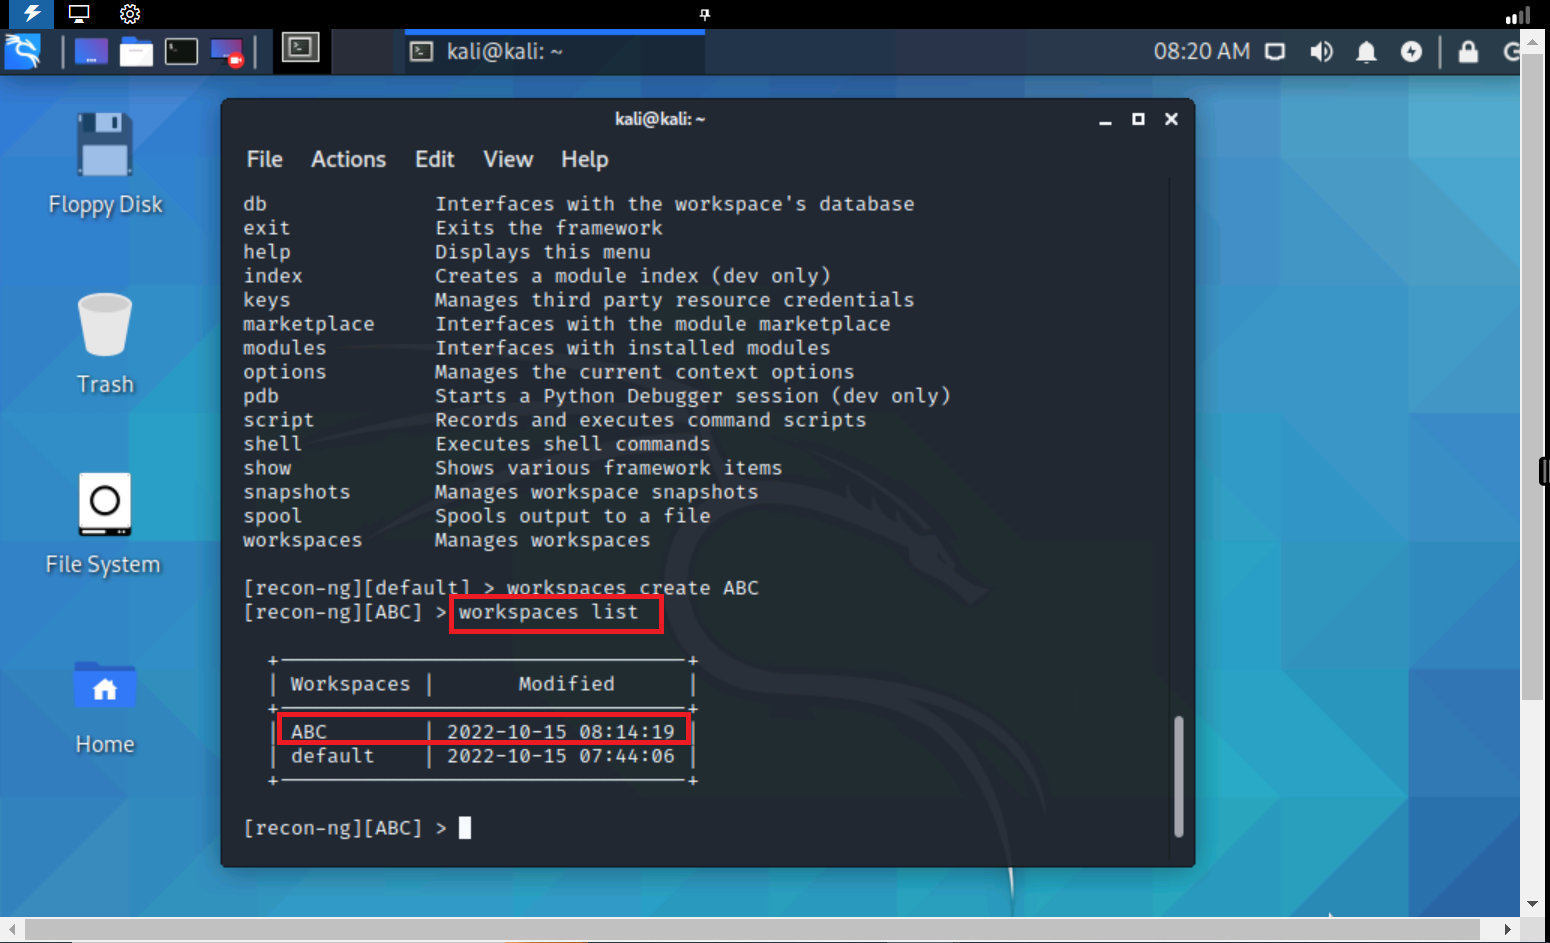 kali@kali: ~
08:20 AM
kali@kali: ~
File Actions Edit View Help
db Interfaces with the workspace's database
exit Exits the framework
help Displays this menu
index Creates a module index (dev only)
keys Manages third party resource credentials
marketplace Interfaces with the module marketplace
modules Interfaces with installed modules
options Manages the current context options
pdb Starts a Python Debugger session (dev only)
script Records and executes command scripts
shell Executes shell commands
show Shows various framework items
snapshots Manages workspace snapshots
spool Spools output to a file
workspaces Manages workspaces
[recon-ng][default] > workspaces create ABC
[recon-ng][ABC] > workspaces list
Workspaces | Modified
ABC | 2022-10-15 08:14:19
default | 2022-10-15 07:44:06
[recon-ng][ABC] >
Floppy Disk
Trash
File System
Home